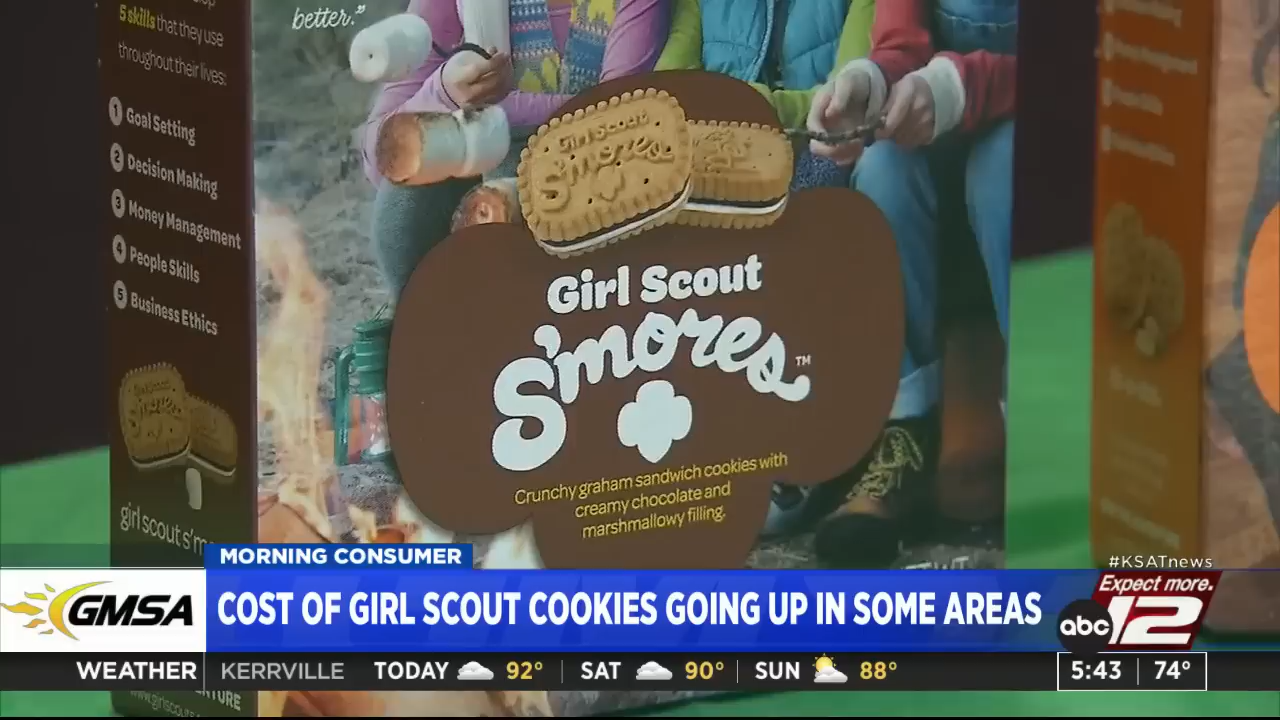 better."
5 skills that they use
throughout their lives:
1 Goal Setting
2 Decision Making
3 Money Management
4 People Skills
5 Business Ethics
Girl Scout
S'mores
Girl Scout
S'mores™
Crunchy graham sandwich cookies with
creamy chocolate and
marshmallowy filling.
girl scout s'm
MORNING CONSUMER
#KSATnews
GMSA
COST OF GIRL SCOUT COOKIES GOING UP IN SOME AREAS
Expect more.
abc 12
WEATHER KERRVILLE TODAY 92° SAT 90° SUN 88° 5:43 74°